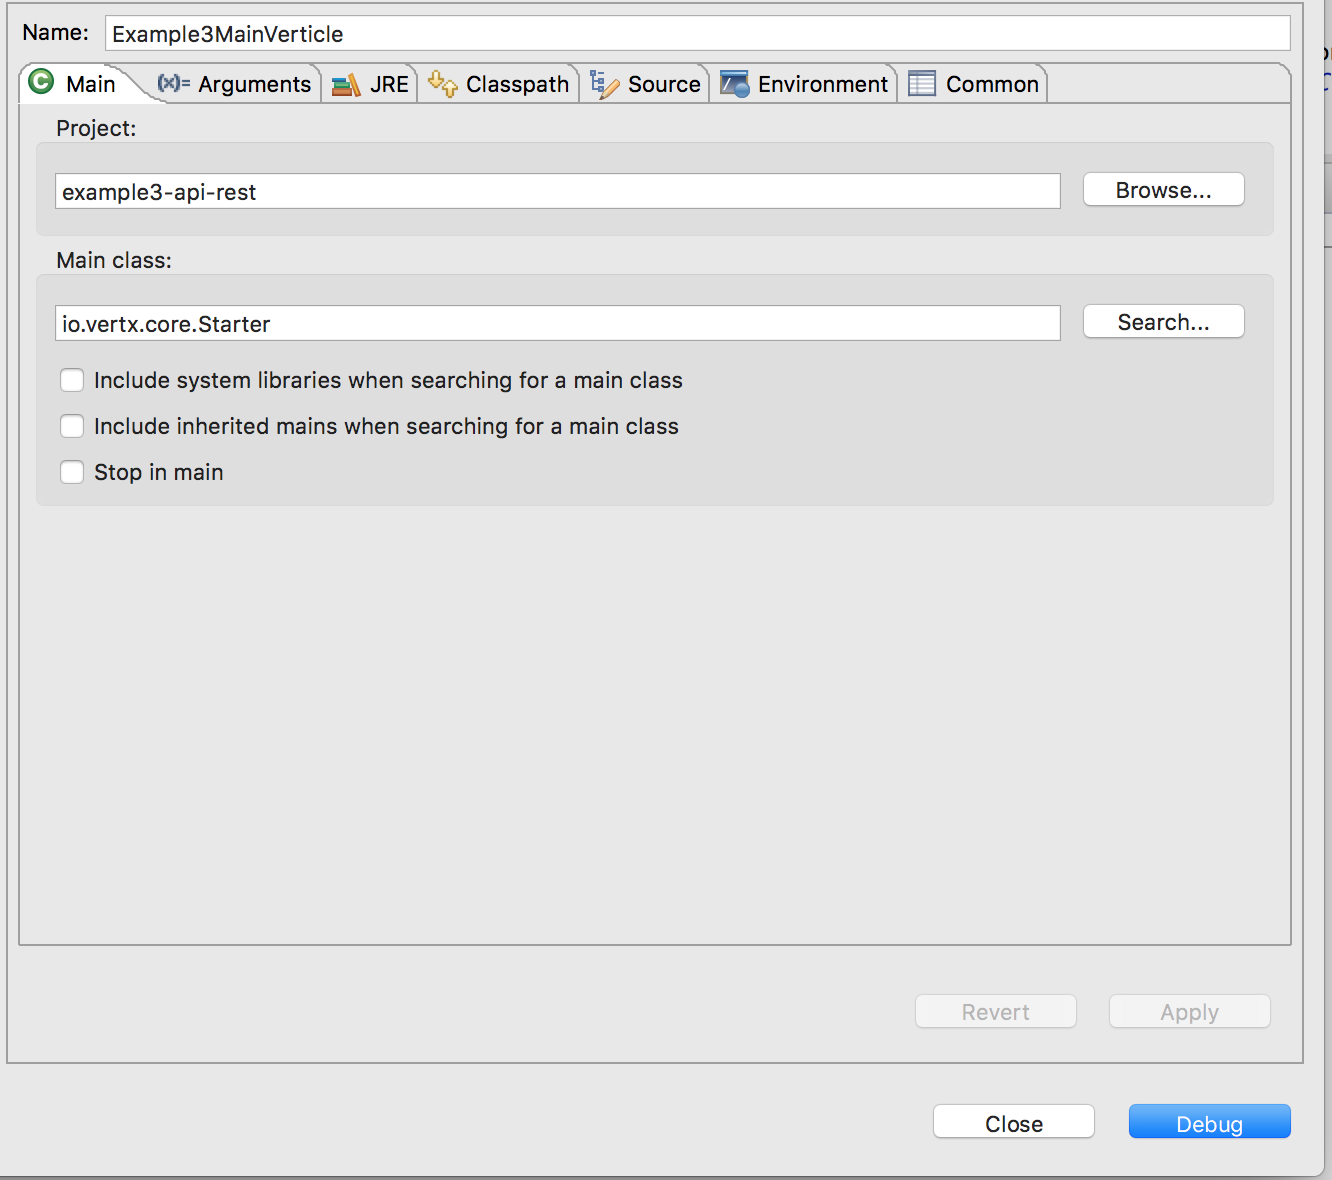 Name: Example3MainVerticle
Main (x)= Arguments JRE Classpath Source Environment Common
Project:
example3-api-rest Browse...
Main class:
io.vertx.core.Starter Search...
Include system libraries when searching for a main class
Include inherited mains when searching for a main class
Stop in main
Revert Apply
Close Debug